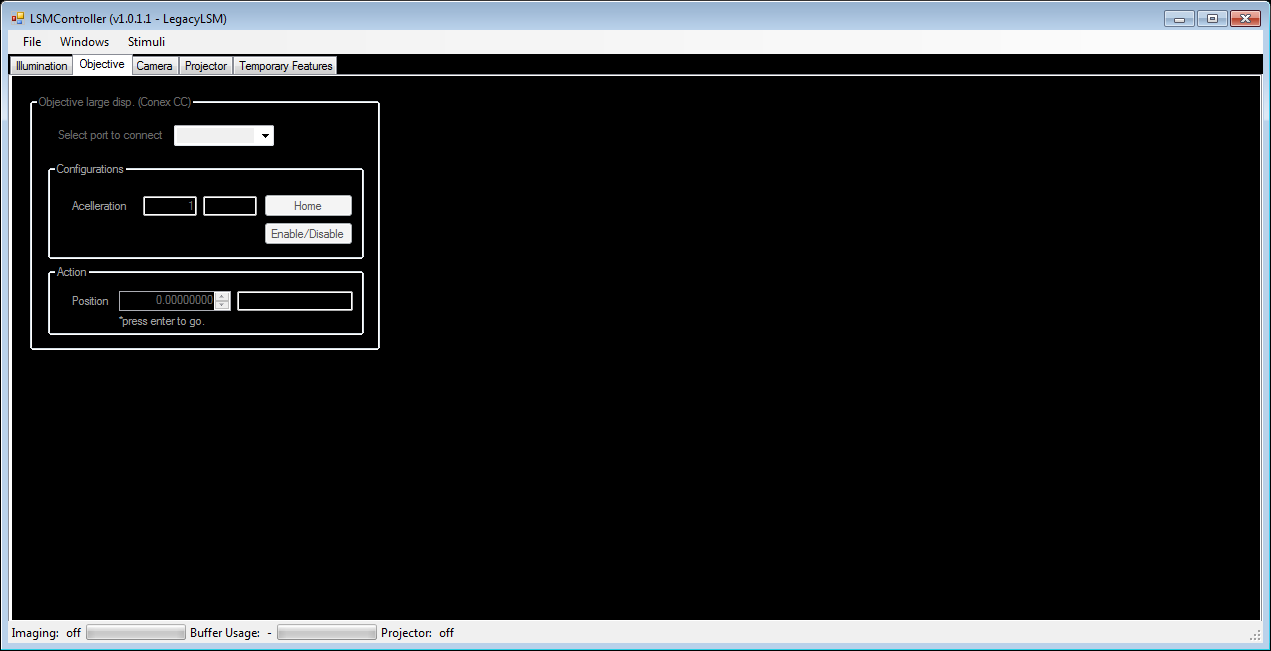 LSMController (v1.0.1.1 - LegacyLSM)
File Windows Stimuli
Illumination Objective Camera Projector Temporary Features
Objective large disp. (Conex CC)
Select port to connect
Configurations
Acelleration 1 Home
Enable/Disable
Action
Position 0.00000000
*press enter to go.
Imaging: off Buffer Usage: - Projector: off